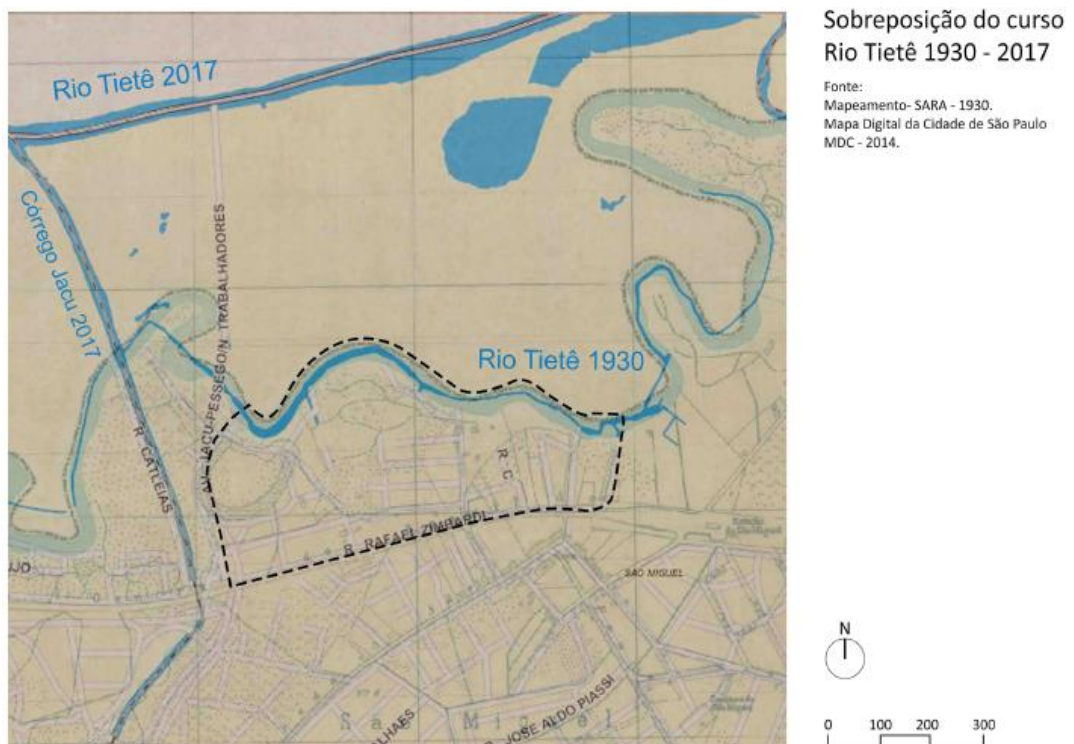 Sobreposição do curso
Rio Tietê 1930 - 2017
Fonte:
Mapeamento- SARA - 1930.
Mapa Digital da Cidade de São Paulo
MDC - 2014.
Rio Tietê 2017
Córrego Jacu 2017
AV. JACU-PESSEGO/N. TRABALHADORES
Rio Tietê 1930
R. CATLEIAS
R C
R. RAFAEL ZIMBARDI
SÃO MIGUEL
JOSE ALDO PIASSI
São Miguel
N
0 100 200 300